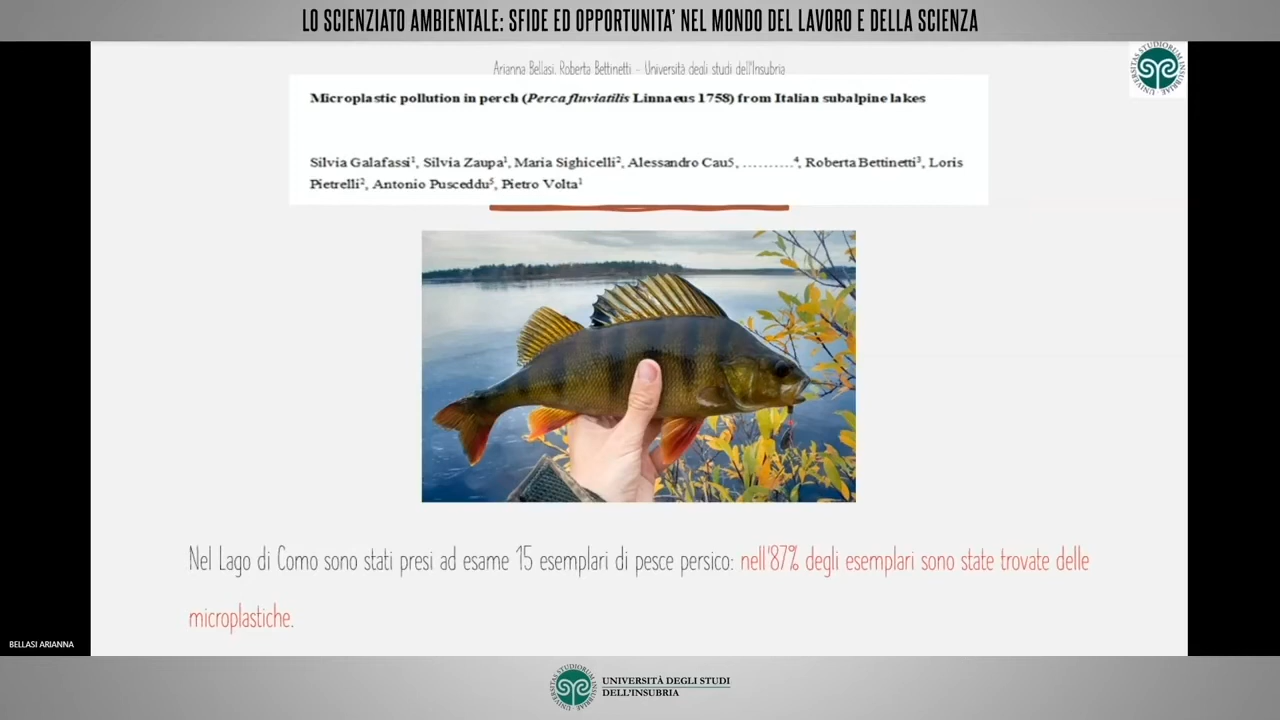 LO SCIENZIATO AMBIENTALE: SFIDE ED OPPORTUNITA' NEL MONDO DEL LAVORO E DELLA SCIENZA
Arianna Bellasi, Roberta Bettinetti – Università degli studi dell'Insubria
Microplastic pollution in perch (Perca fluviatilis Linnaeus 1758) from Italian subalpine lakes
Silvia Galafassi1, Silvia Zaupa1, Maria Sighicelli2, Alessandro Cau5, ..........4, Roberta Bettinetti3, Loris
Pietrelli2, Antonio Pusceddu5, Pietro Volta1
Nel Lago di Como sono stati presi ad esame 15 esemplari di pesce persico: nell'87% degli esemplari sono state trovate delle
microplastiche.
BELLASI ARIANNA
UNIVERSITÀ DEGLI STUDI
DELL'INSUBRIA